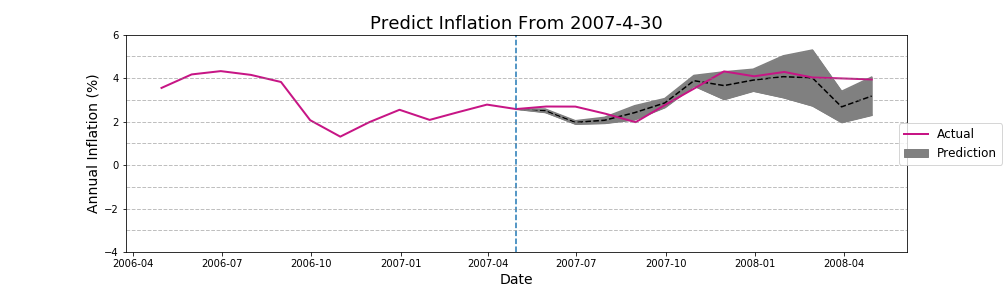 Predict Inflation From 2007-4-30
Annual Inflation (%)
6
4
2
0
−2
−4
2006-04 2006-07 2006-10 2007-01 2007-04 2007-07 2007-10 2008-01 2008-04
Date
Actual
Prediction